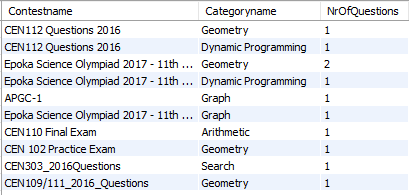 Contestname Categoryname NrOfQuestions
CEN112 Questions 2016 Geometry 1
CEN112 Questions 2016 Dynamic Programming 1
Epoka Science Olympiad 2017 - 11th ... Geometry 2
Epoka Science Olympiad 2017 - 11th ... Dynamic Programming 1
APGC-1 Graph 1
Epoka Science Olympiad 2017 - 11th ... Graph 1
CEN110 Final Exam Arithmetic 1
CEN 102 Practice Exam Geometry 1
CEN303_2016Questions Search 1
CEN109/111_2016_Questions Geometry 1